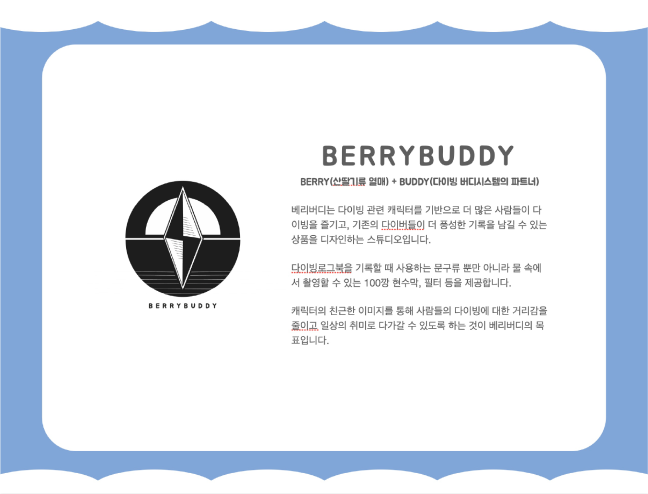 BERRYBUDDY
BERRY(산딸기류 열매) + BUDDY(다이빙 버디시스템의 파트너)
베리버디는 다이빙 관련 캐릭터를 기반으로 더 많은 사람들이 다
이빙을 즐기고, 기존의 다이버들이 더 풍성한 기록을 남길 수 있는
상품을 디자인하는 스튜디오입니다.
다이빙로그북을 기록할 때 사용하는 문구류 뿐만 아니라 물 속에
서 촬영할 수 있는 100깡 현수막, 필터 등을 제공합니다.
캐릭터의 친근한 이미지를 통해 사람들의 다이빙에 대한 거리감을
줄이고 일상의 취미로 다가갈 수 있도록 하는 것이 베리버디의 목
표입니다.
BERRYBUDDY